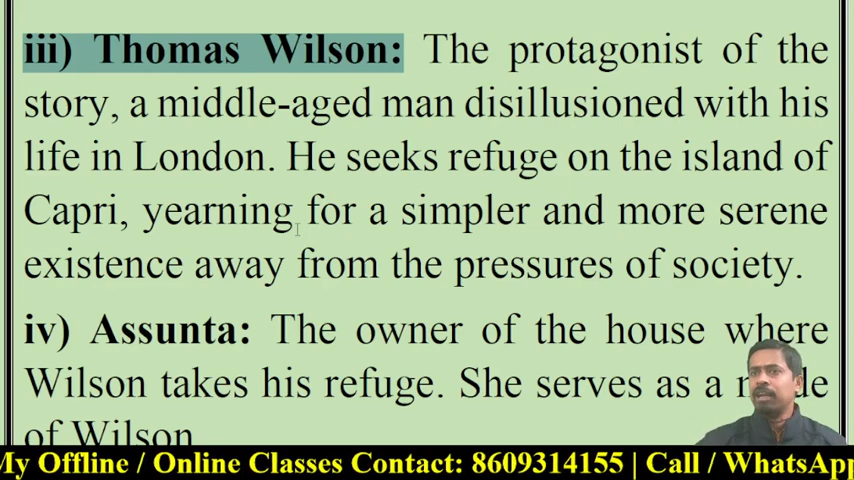 iii) Thomas Wilson: The protagonist of the
story, a middle-aged man disillusioned with his
life in London. He seeks refuge on the island of
Capri, yearning for a simpler and more serene
existence away from the pressures of society.
iv) Assunta: The owner of the house where
Wilson takes his refuge. She serves as a
of Wilson
My Offline / Online Classes Contact: 8609314155 | Call / WhatsApp